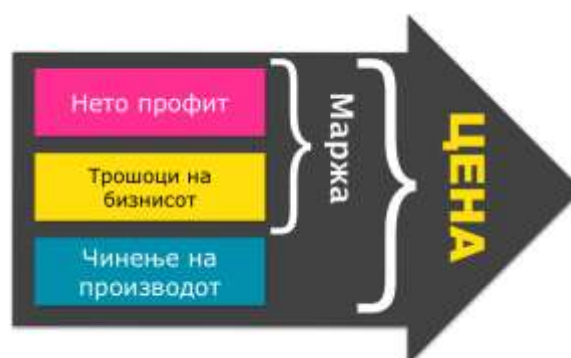 Нето профит
Трошоци на
бизнисот
Чинење на
производот
Маржа
ЦЕНА